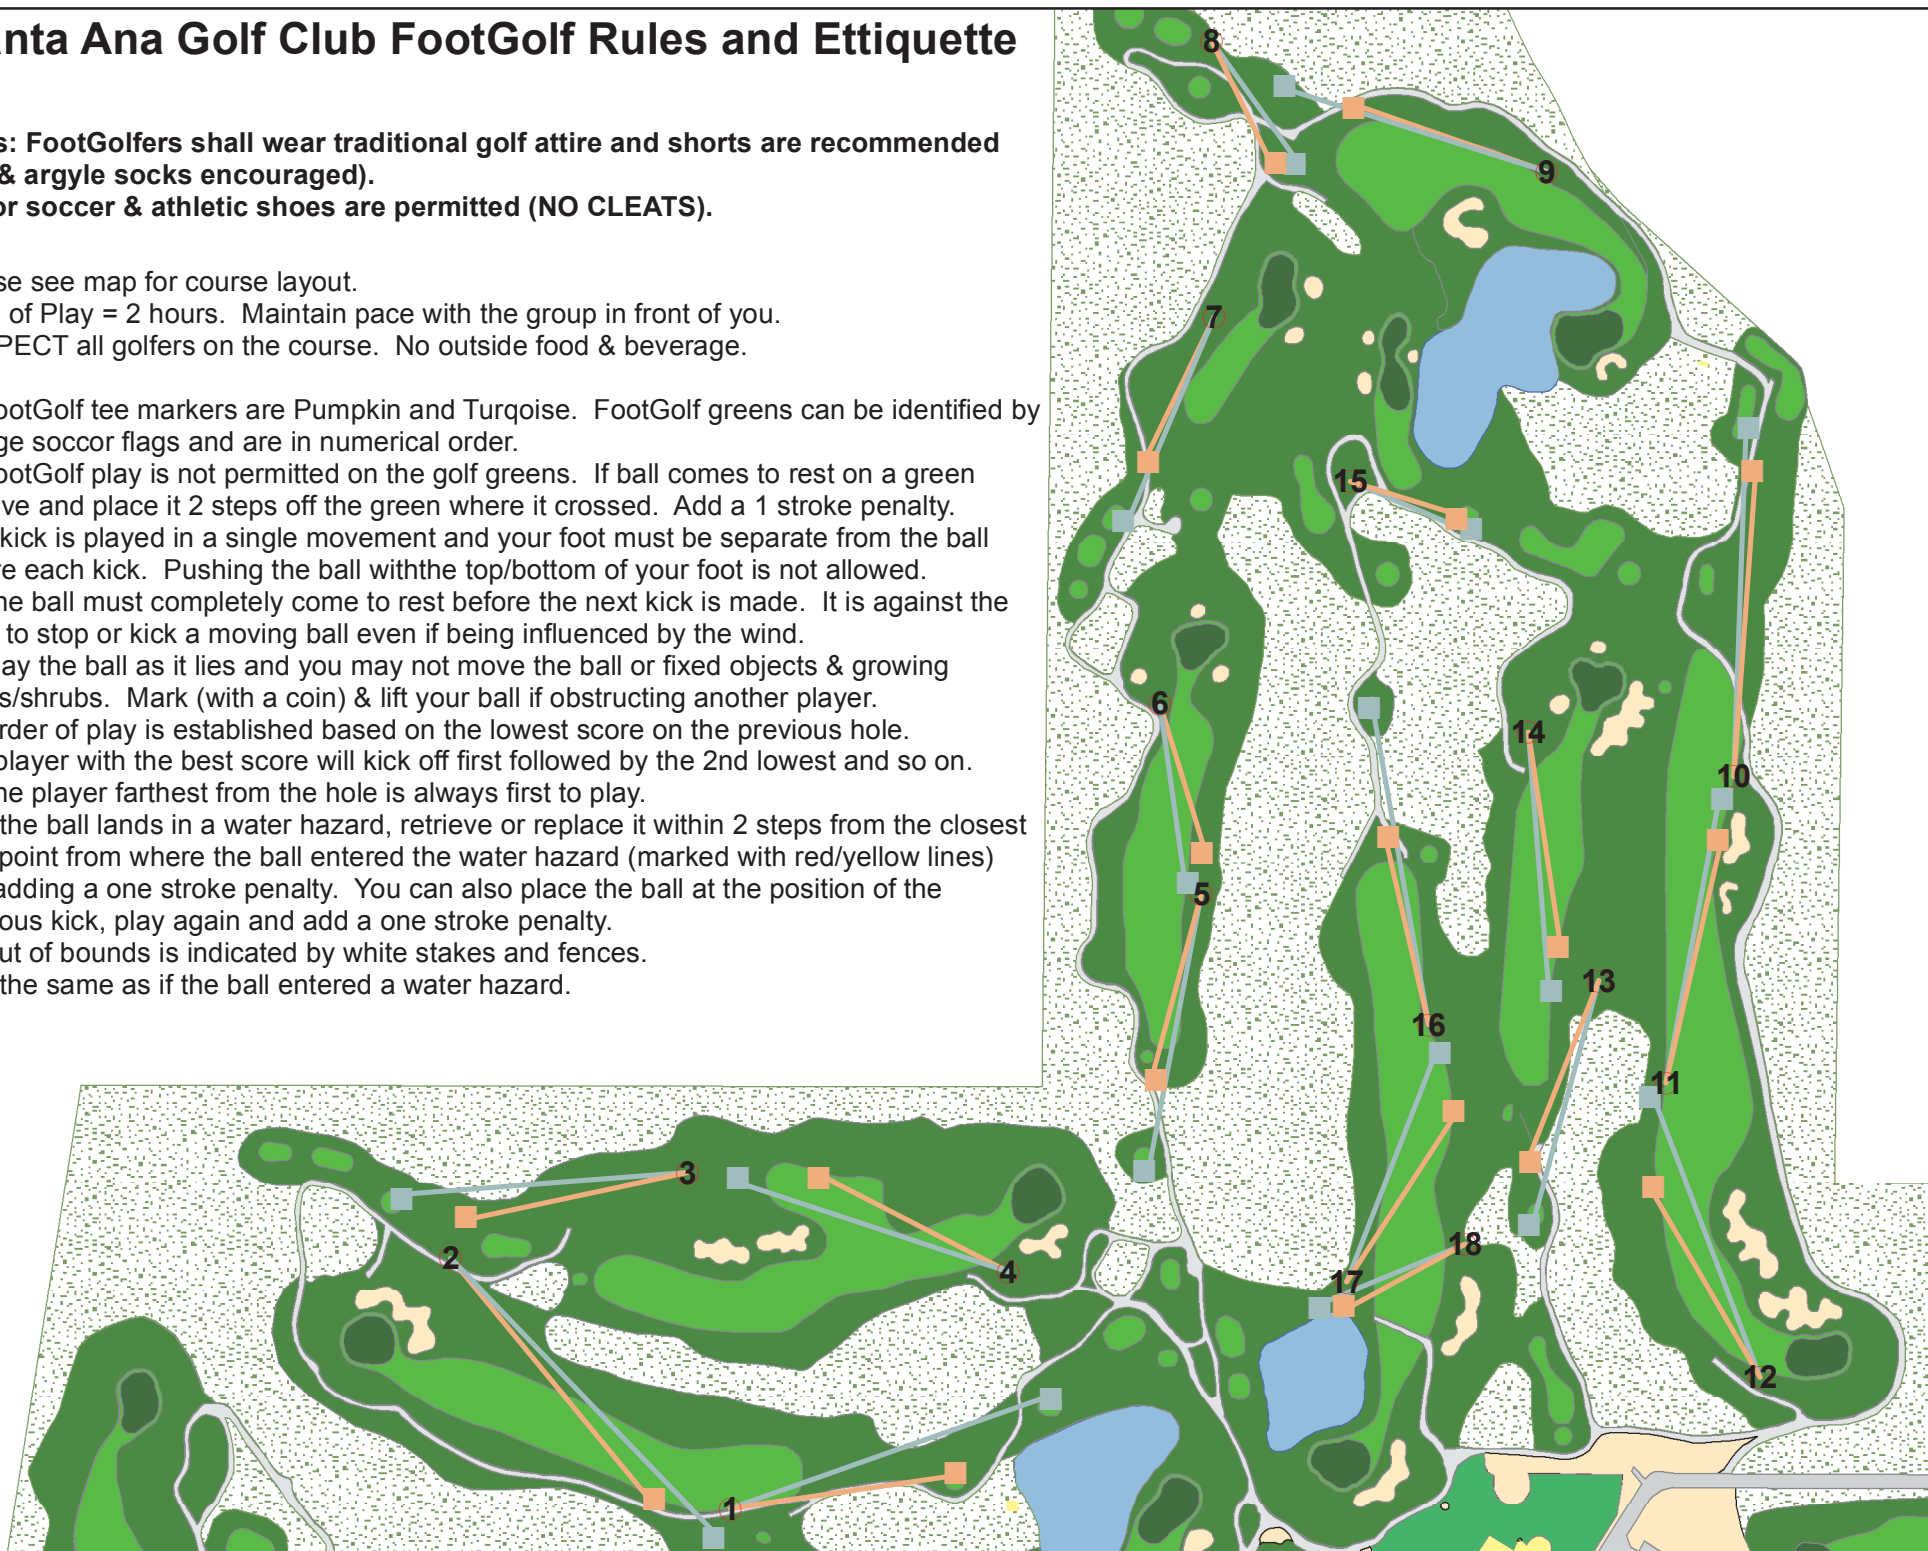 nta Ana Golf Club FootGolf Rules and Ettiquette
s: FootGolfers shall wear traditional golf attire and shorts are recommended
& argyle socks encouraged).
or soccer & athletic shoes are permitted (NO CLEATS).
se see map for course layout.
of Play = 2 hours. Maintain pace with the group in front of you.
PECT all golfers on the course. No outside food & beverage.
ootGolf tee markers are Pumpkin and Turqoise. FootGolf greens can be identified by
ge soccor flags and are in numerical order.
ootGolf play is not permitted on the golf greens. If ball comes to rest on a green
ve and place it 2 steps off the green where it crossed. Add a 1 stroke penalty.
kick is played in a single movement and your foot must be separate from the ball
re each kick. Pushing the ball withthe top/bottom of your foot is not allowed.
he ball must completely come to rest before the next kick is made. It is against the
to stop or kick a moving ball even if being influenced by the wind.
lay the ball as it lies and you may not move the ball or fixed objects & growing
s/shrubs. Mark (with a coin) & lift your ball if obstructing another player.
rder of play is established based on the lowest score on the previous hole.
player with the best score will kick off first followed by the 2nd lowest and so on.
he player farthest from the hole is always first to play.
the ball lands in a water hazard, retrieve or replace it within 2 steps from the closest
point from where the ball entered the water hazard (marked with red/yellow lines)
adding a one stroke penalty. You can also place the ball at the position of the
ous kick, play again and add a one stroke penalty.
ut of bounds is indicated by white stakes and fences.
the same as if the ball entered a water hazard.
8
9
7
15
6
14
10
5
13
16
11
3
18
2
4
17
12
1